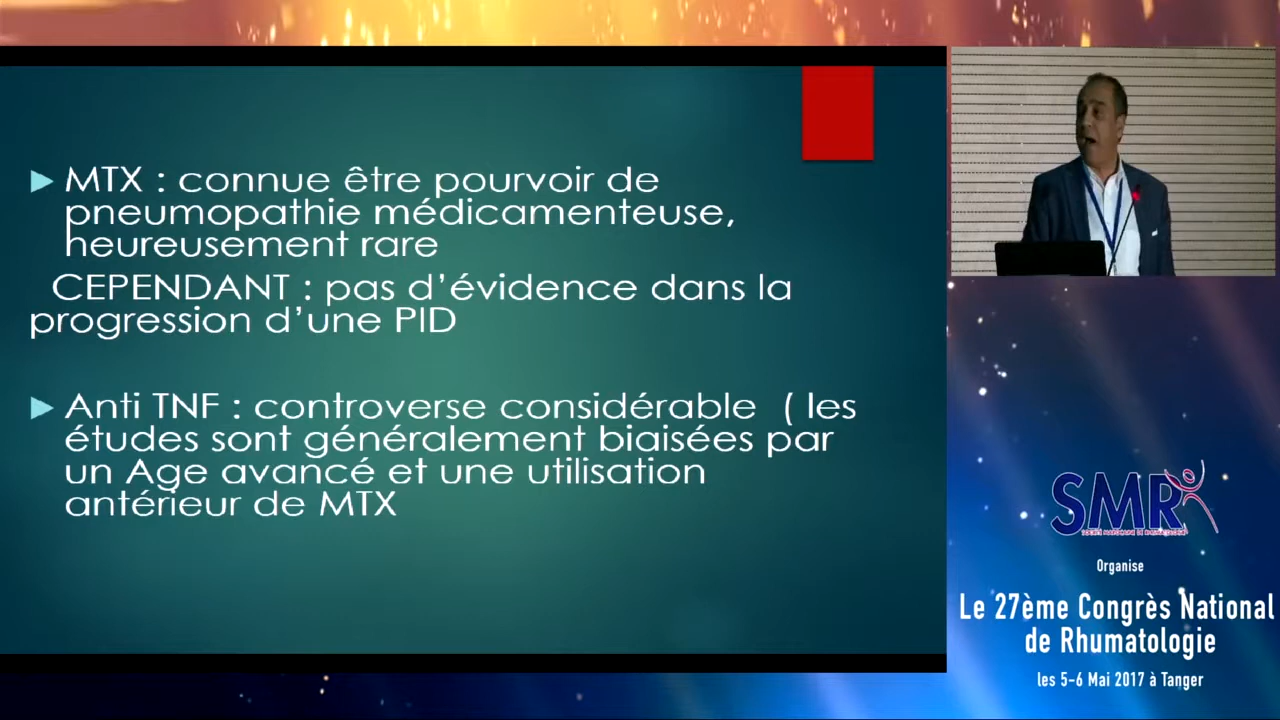 MTX : connue être pourvoir de
pneumopathie médicamenteuse,
heureusement rare
CEPENDANT : pas d'évidence dans la
progression d'une PID
Anti TNF : controverse considérable ( les
études sont généralement biaisées par
un Age avancé et une utilisation
antérieur de MTX
SMR
Organise
Le 27ème Congrès National
de Rhumatologie
les 5-6 Mai 2017 à Tanger